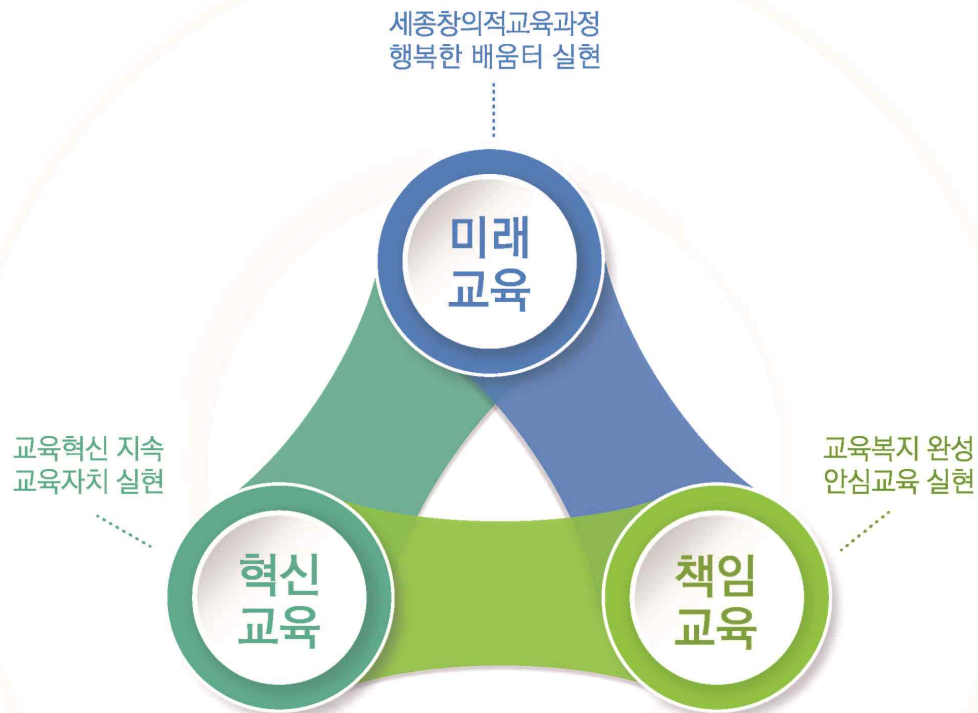 세종창의적교육과정
행복한 배움터 실현
미래
교육
교육혁신 지속
교육자치 실현
교육복지 완성
안심교육 실현
혁신
교육
책임
교육